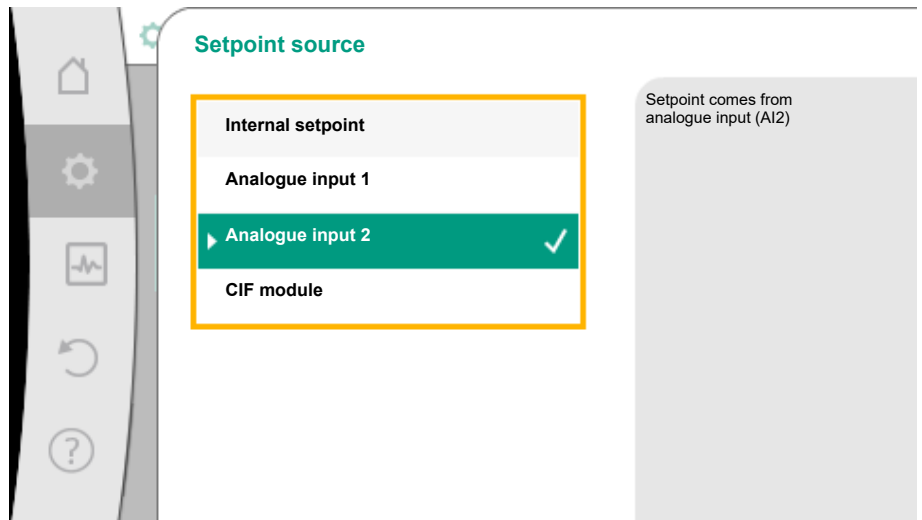 Setpoint source
Internal setpoint
Analogue input 1
Analogue input 2
CIF module
Setpoint comes from
analogue input (AI2)
?